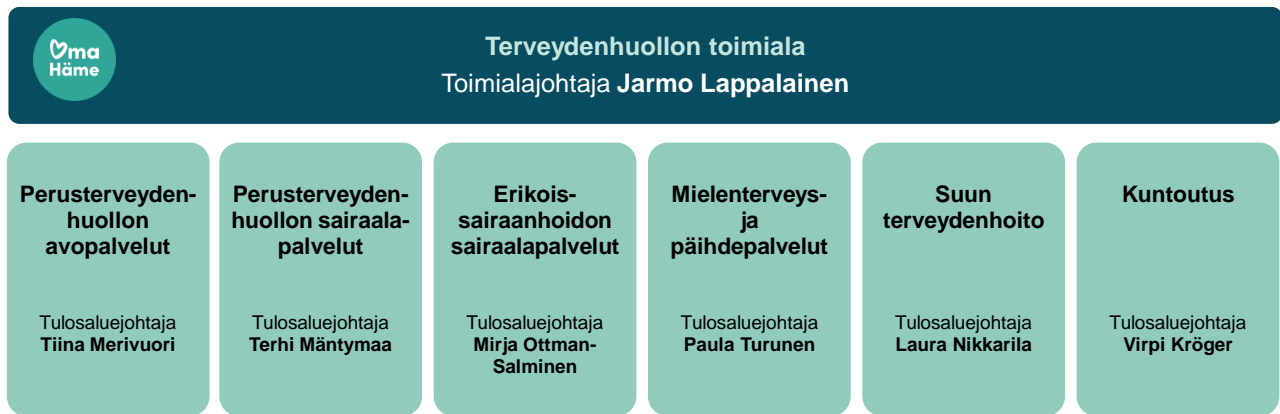 Oma
Häme
Terveydenhuollon toimiala
Toimialajohtaja Jarmo Lappalainen
Perusterveyden-
huollon
avopalvelut
Tulosaluejohtaja
Tiina Merivuori
Perusterveyden-
huollon sairaala-
palvelut
Tulosaluejohtaja
Terhi Mäntymaa
Erikois-
sairaanhoidon
sairaalapalvelut
Tulosaluejohtaja
Mirja Ottman-
Salminen
Mielenterveys-
ja
päihdepalvelut
Tulosaluejohtaja
Paula Turunen
Suun
terveydenhoito
Tulosaluejohtaja
Laura Nikkarila
Kuntoutus
Tulosaluejohtaja
Virpi Kröger